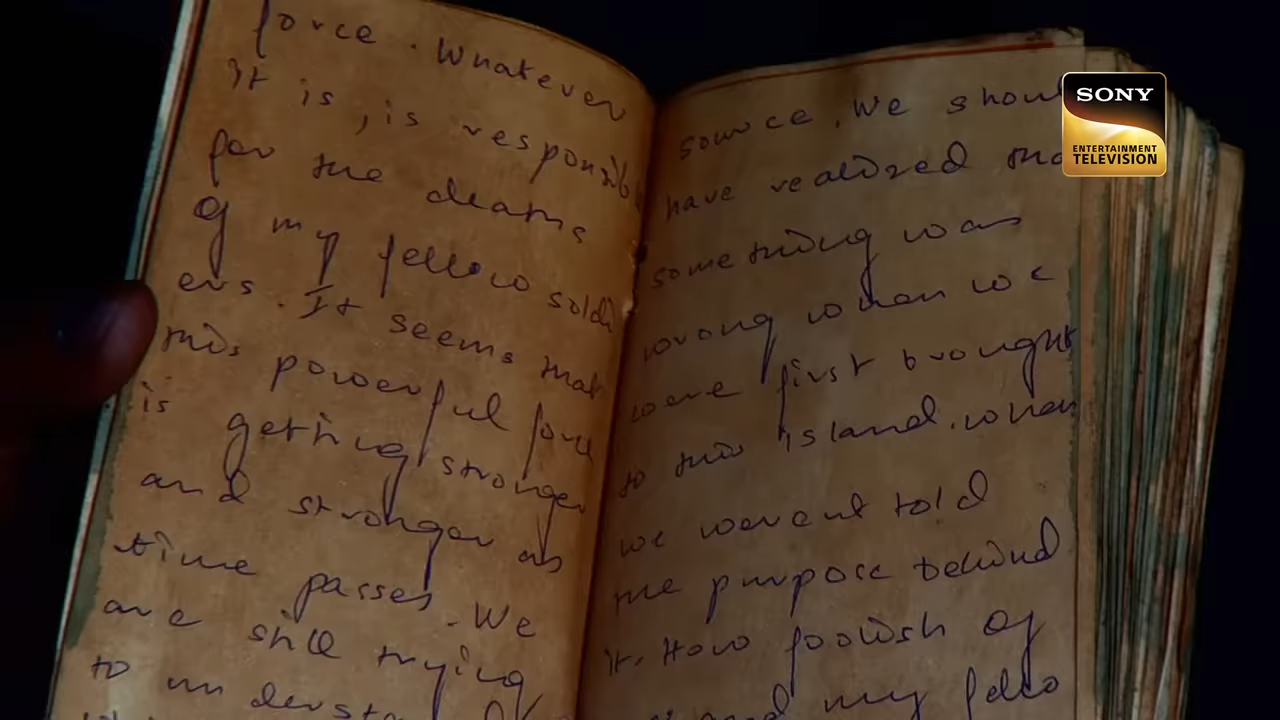 force. Whatever
it is, is responsib
for the deaths
of my fellow soldi
ers. It seems that
this powerful force
is getting stronger
and stronger as
time passes. We
are still trying
to understa
source. We shou
have realized tha
something was
wrong when we
were first brought
to this island. when
we weren't told
the purpose behind
it. How foolish of
and my fello
SONY
ENTERTAINMENT
TELEVISION